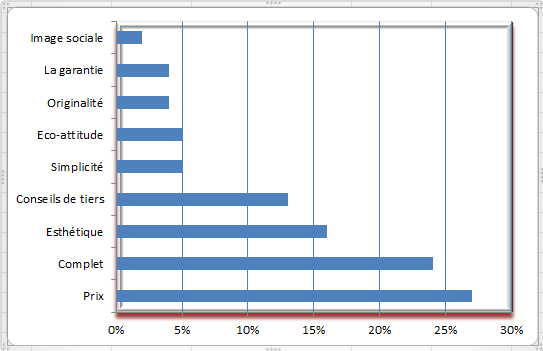 Image sociale
La garantie
Originalité
Eco-attitude
Simplicité
Conseils de tiers
Esthétique
Complet
Prix
0% 5% 10% 15% 20% 25% 30%